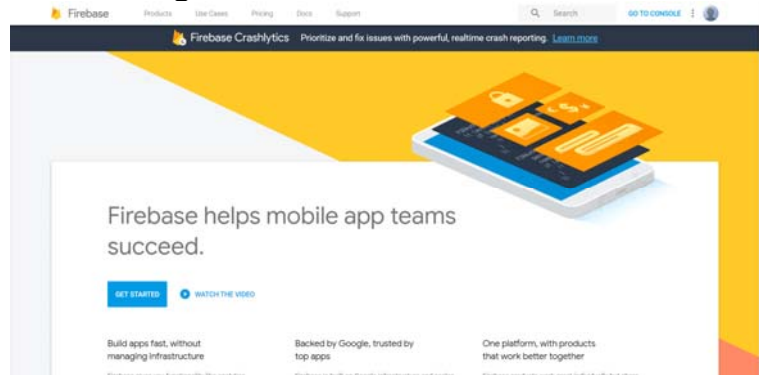 Firebase Products Use Cases Pricing Docs Support Search GO TO CONSOLE
Firebase Crashlytics Prioritize and fix issues with powerful, realtime crash reporting. Learn more
Firebase helps mobile app teams
succeed.
GET STARTED WATCH THE VIDEO
Build apps fast, without
managing infrastructure
Backed by Google, trusted by
top apps
One platform, with products
that work better together